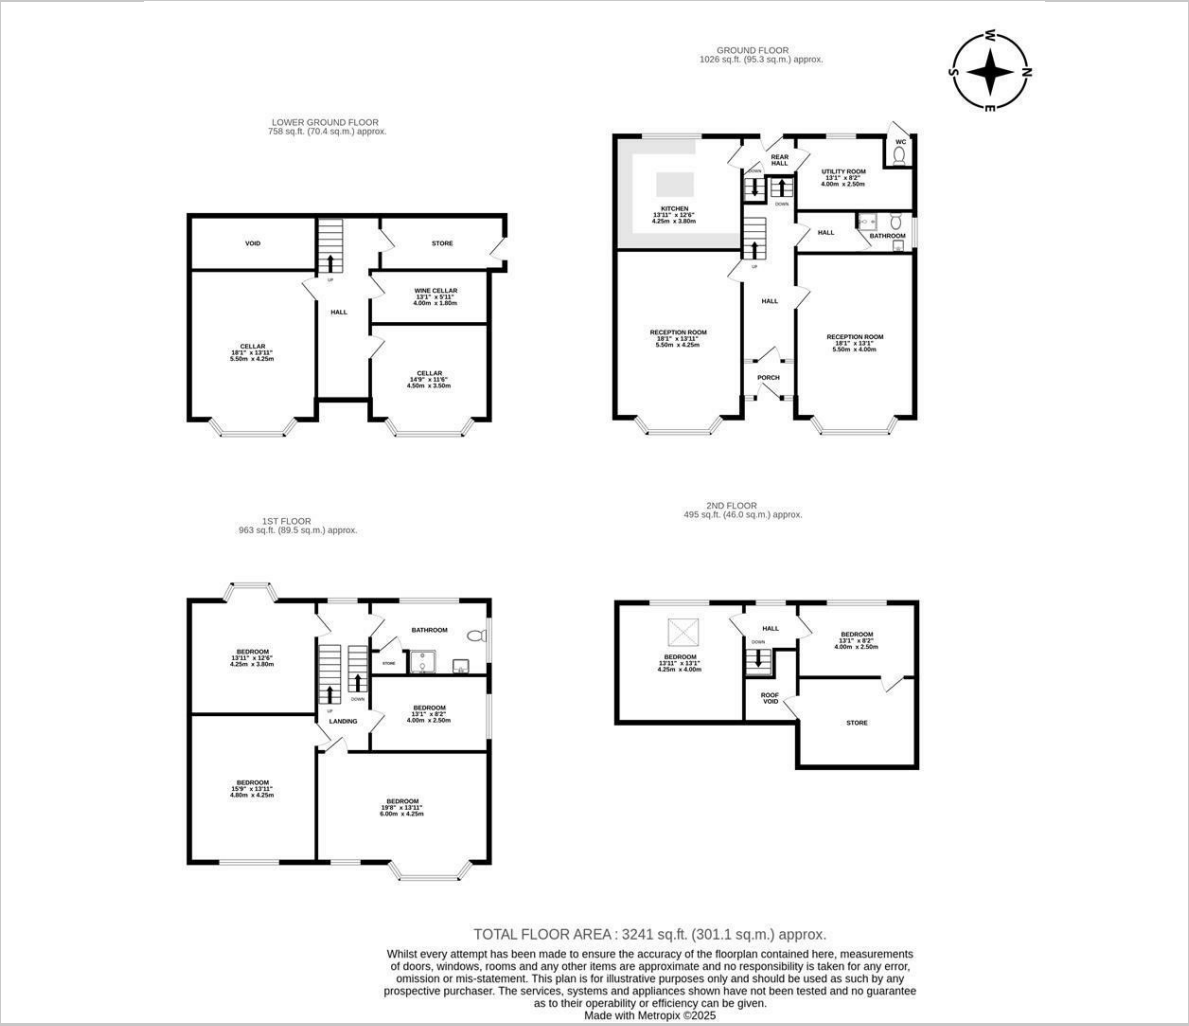 W
S
N
E
GROUND FLOOR
1026 sq.ft. (95.3 sq.m.) approx.
LOWER GROUND FLOOR
758 sq.ft. (70.4 sq.m.) approx.
VOID
STORE
UP
WINE CELLAR
13'1" x 5'11"
4.00m x 1.80m
HALL
CELLAR
18'1" x 13'11"
5.50m x 4.25m
CELLAR
14'9" x 11'6"
4.50m x 3.50m
WC
REAR
HALL
DOWN
UTILITY ROOM
13'1" x 8'2"
4.00m x 2.50m
DOWN
KITCHEN
13'11" x 12'6"
4.25m x 3.80m
HALL
BATHROOM
UP
HALL
RECEPTION ROOM
18'1" x 13'11"
5.50m x 4.25m
RECEPTION ROOM
18'1" x 13'1"
5.50m x 4.00m
PORCH
1ST FLOOR
963 sq.ft. (89.5 sq.m.) approx.
BATHROOM
BEDROOM
13'11" x 12'6"
4.25m x 3.80m
STORE
DOWN
UP
LANDING
BEDROOM
13'1" x 8'2"
4.00m x 2.50m
BEDROOM
15'9" x 13'11"
4.80m x 4.25m
BEDROOM
19'8" x 13'11"
6.00m x 4.25m
2ND FLOOR
495 sq.ft. (46.0 sq.m.) approx.
HALL
DOWN
BEDROOM
13'1" x 8'2"
4.00m x 2.50m
BEDROOM
13'11" x 13'1"
4.25m x 4.00m
ROOF
VOID
STORE
TOTAL FLOOR AREA : 3241 sq.ft. (301.1 sq.m.) approx.
Whilst every attempt has been made to ensure the accuracy of the floorplan contained here, measurements
of doors, windows, rooms and any other items are approximate and no responsibility is taken for any error,
omission or mis-statement. This plan is for illustrative purposes only and should be used as such by any
prospective purchaser. The services, systems and appliances shown have not been tested and no guarantee
as to their operability or efficiency can be given.
Made with Metropix ©2025